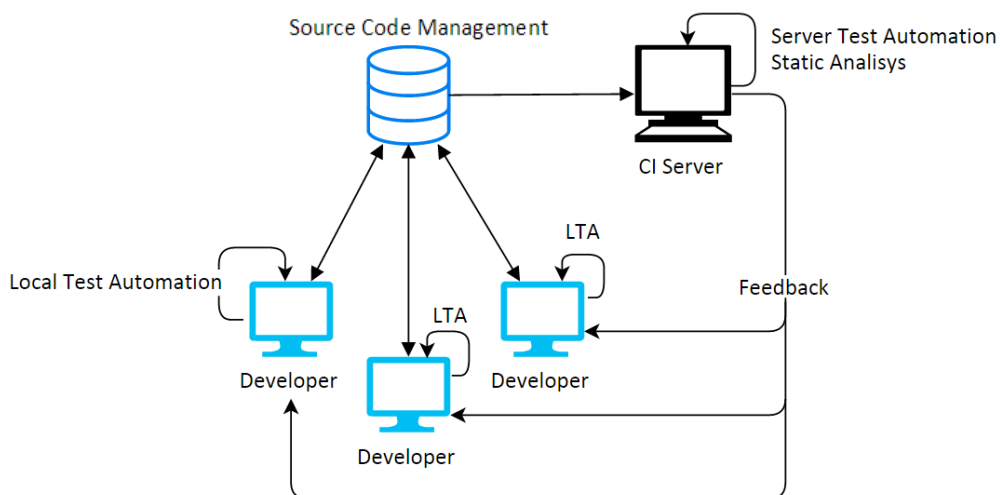 Source Code Management
Server Test Automation
Static Analisys
CI Server
LTA
Local Test Automation
Feedback
LTA
Developer
Developer
Developer